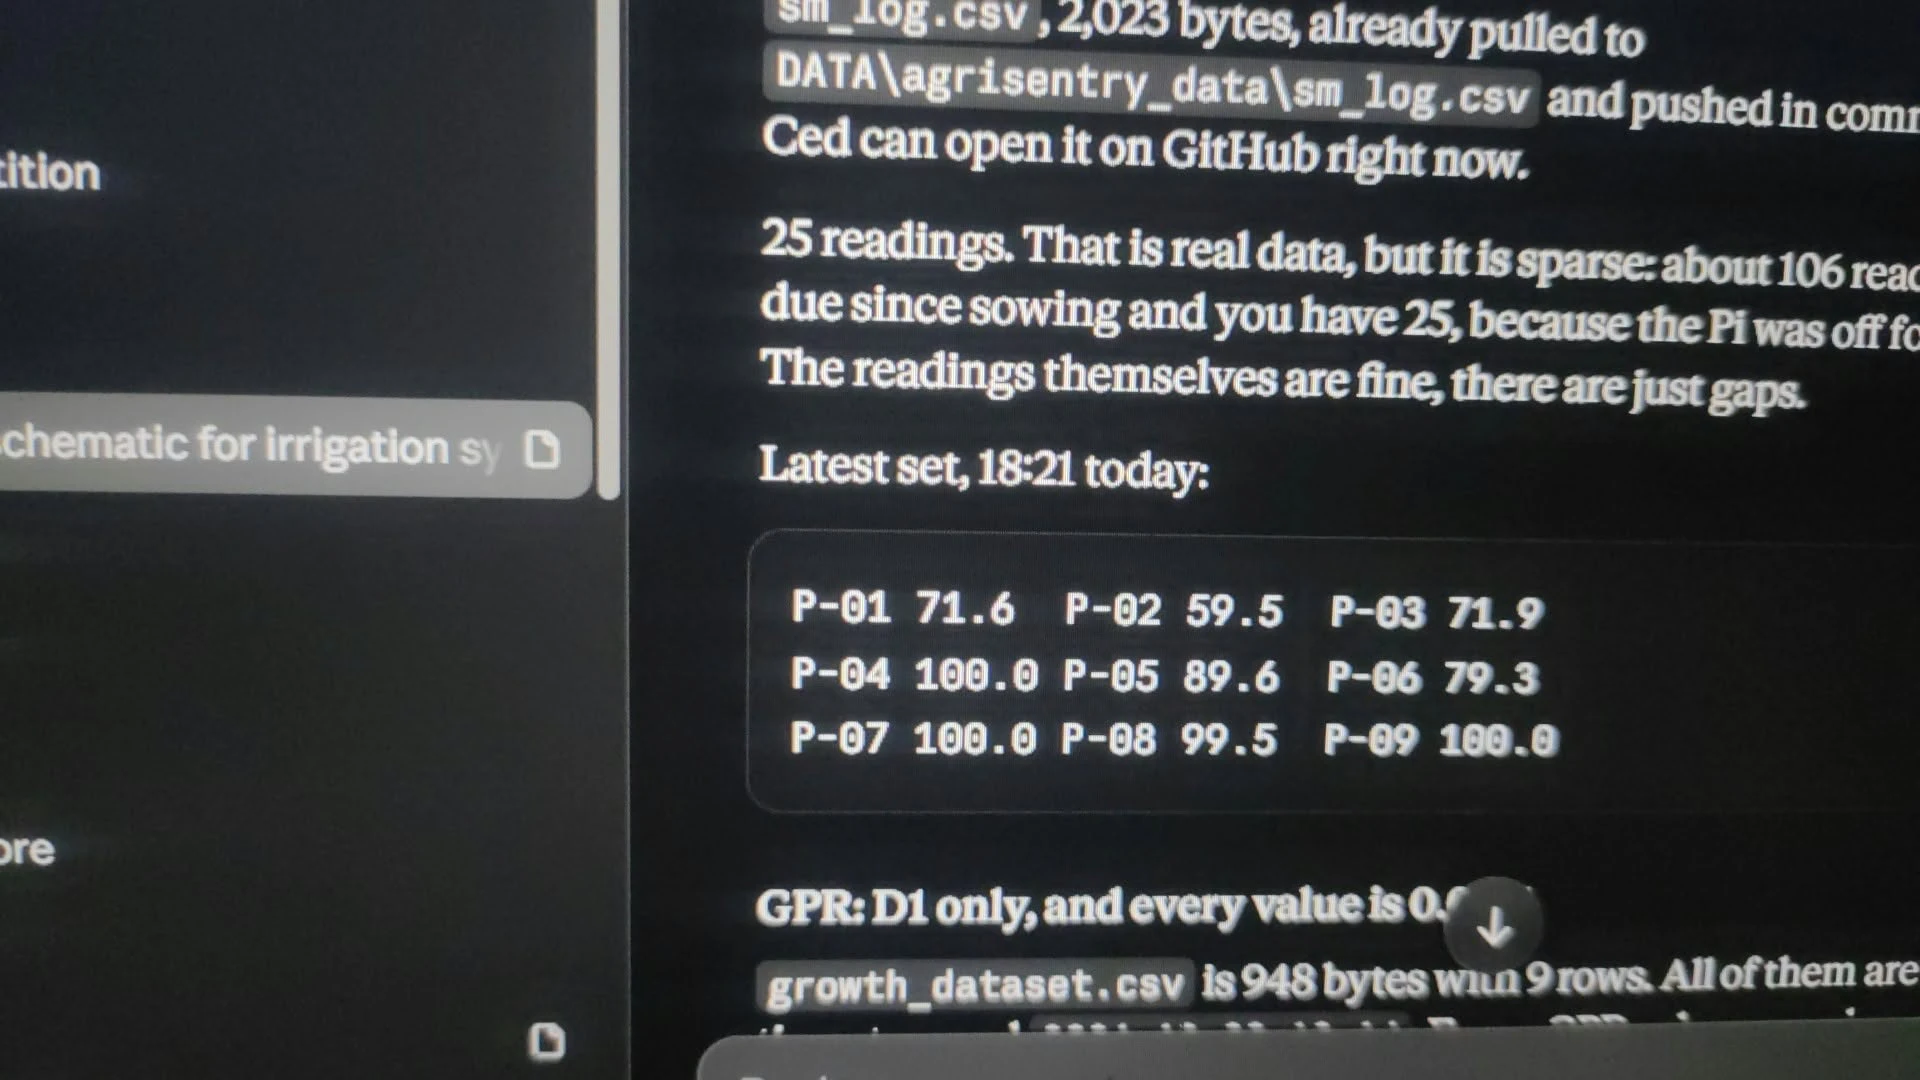 sm_log.csv, 2,023 bytes, already pulled to
DATA\agrisentry_data\sm_log.csv and pushed in
Ced can open it on GitHub right now.
tition
25 readings. That is real data, but it is sparse: about 106
due since sowing and you have 25, because the Pi was off
The readings themselves are fine, there are just gaps.
chematic for irrigation sy
Latest set, 18:21 today:
P-01 71.6 P-02 59.5 P-03 71.9
P-04 100.0 P-05 89.6 P-06 79.3
P-07 100.0 P-08 99.5 P-09 100.0
ore
GPR: D1 only, and every value is 0.
growth_dataset.csv is 948 bytes with 9 rows. All of them are